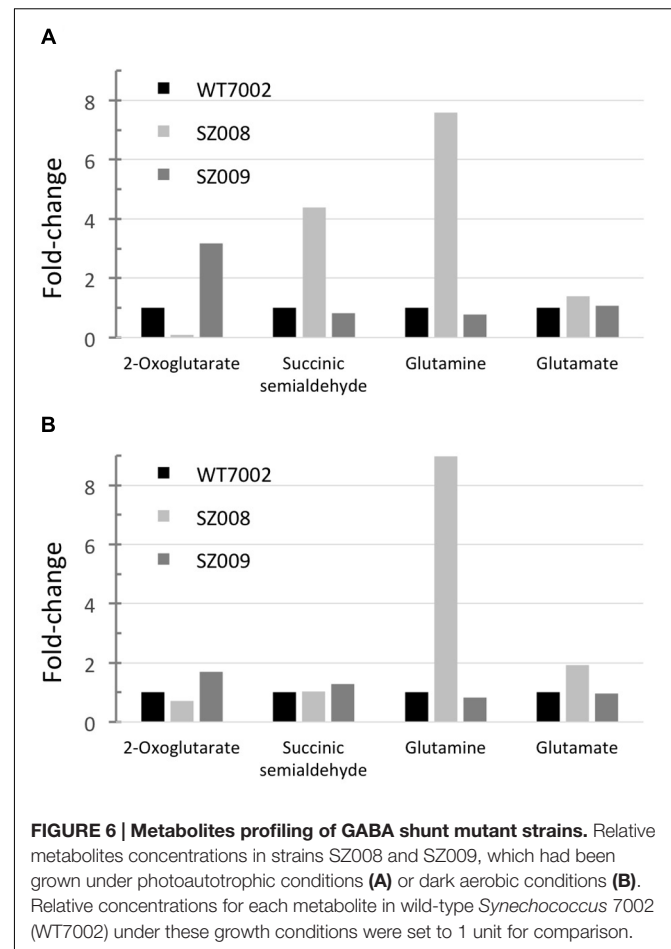 A
Fold-change
8
6
4
2
0
WT7002
SZ008
SZ009
2-Oxoglutarate
Succinic
semialdehyde
Glutamine
Glutamate
B
Fold-change
8
6
4
2
0
WT7002
SZ008
SZ009
2-Oxoglutarate
Succinic
semialdehyde
Glutamine
Glutamate
FIGURE 6 | Metabolites profiling of GABA shunt mutant strains. Relative
metabolites concentrations in strains SZ008 and SZ009, which had been
grown under photoautotrophic conditions (A) or dark aerobic conditions (B).
Relative concentrations for each metabolite in wild-type Synechococcus 7002
(WT7002) under these growth conditions were set to 1 unit for comparison.